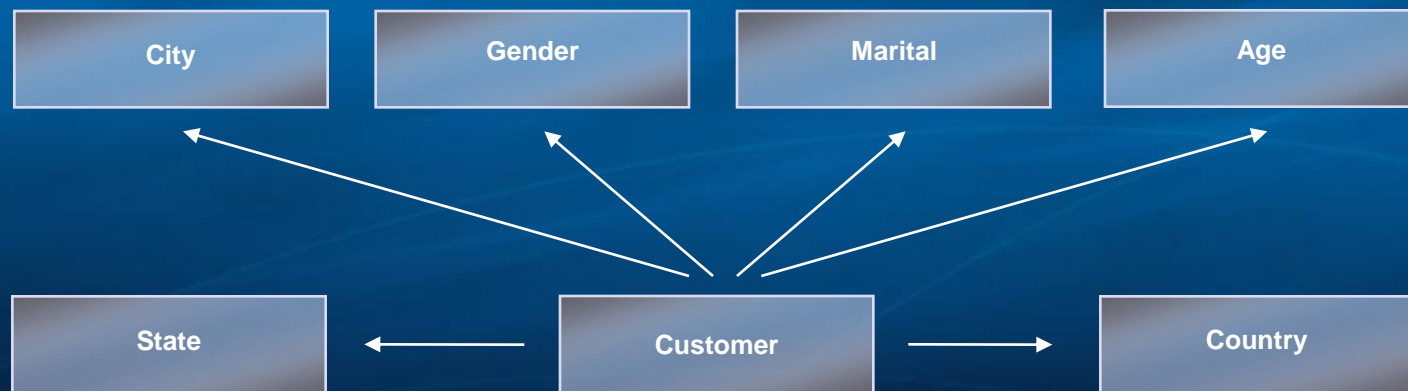 City
Gender
Marital
Age
State
Customer
Country